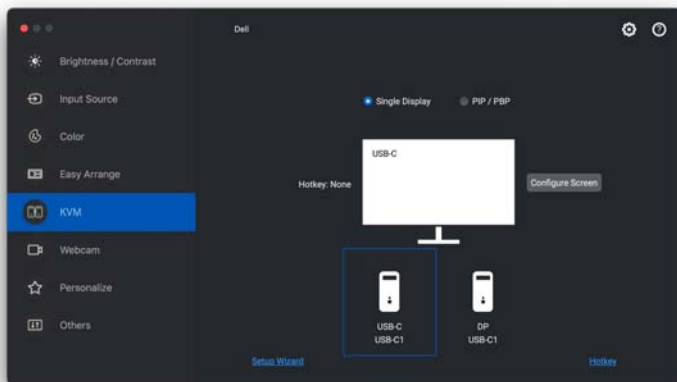 Dell
Brightness / Contrast
Input Source
Color
Easy Arrange
KVM
Webcam
Personalize
Others
Single Display
PIP / PBP
USB-C
Hotkey: None
Configure Screen
USB-C
USB-C1
DP
USB-C1
Setup Wizard
Hotkey